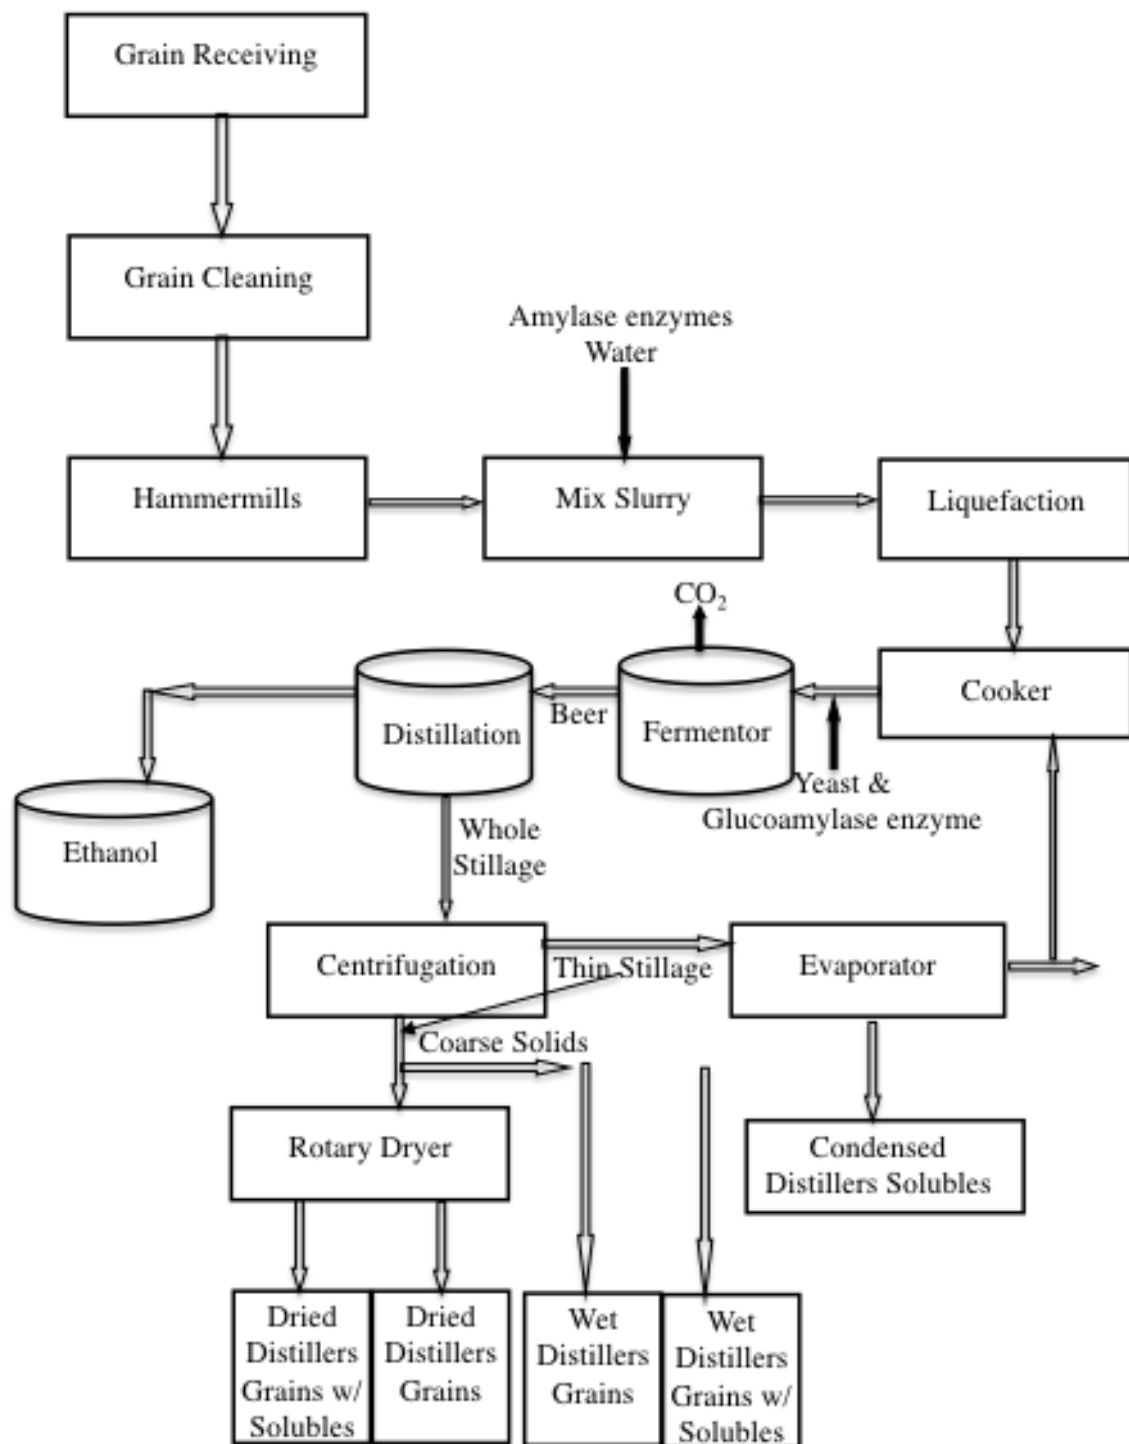 Grain Receiving
Grain Cleaning
Amylase enzymes
Water
Hammermills
Mix Slurry
Liquefaction
CO₂
Cooker
Beer
Distillation
Fermentor
Yeast &
Glucoamylase enzyme
Ethanol
Whole
Stillage
Centrifugation
Thin Stillage
Evaporator
Coarse Solids
Rotary Dryer
Condensed
Distillers Solubles
Dried
Distillers
Grains w/
Solubles
Dried
Distillers
Grains
Wet
Distillers
Grains
Wet
Distillers
Grains w/
Solubles